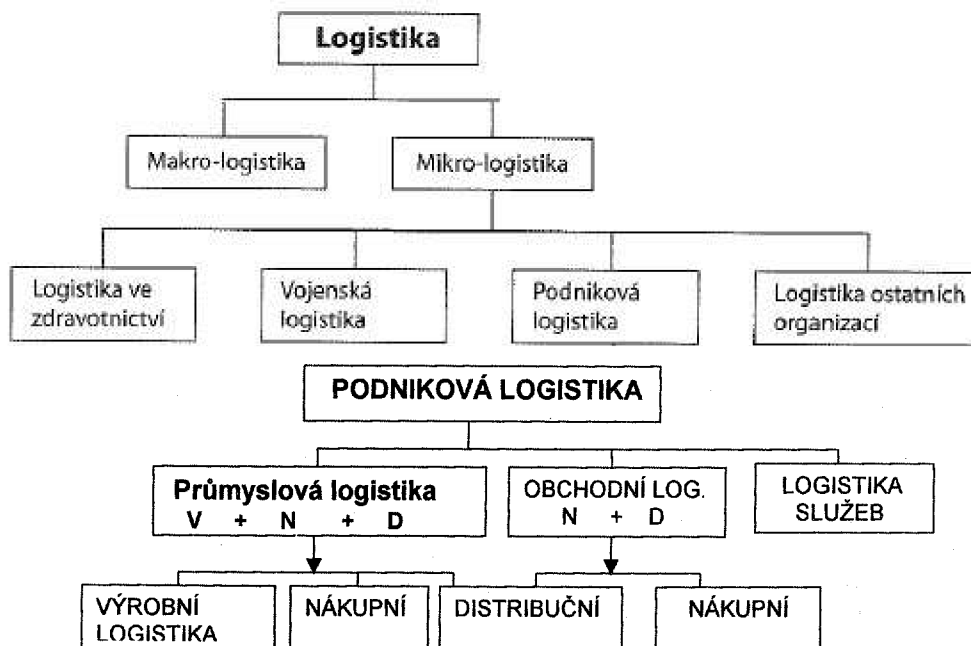 Logistika
Makro-logistika
Mikro-logistika
Logistika ve
zdravotnictví
Vojenská
logistika
Podniková
logistika
Logistika ostatních
organizací
PODNIKOVÁ LOGISTIKA
Průmyslová logistika
V + N + D
OBCHODNÍ LOG.
N + D
LOGISTIKA
SLUŽEB
VÝROBNÍ
LOGISTIKA
NÁKUPNÍ
DISTRIBUČNÍ
NÁKUPNÍ